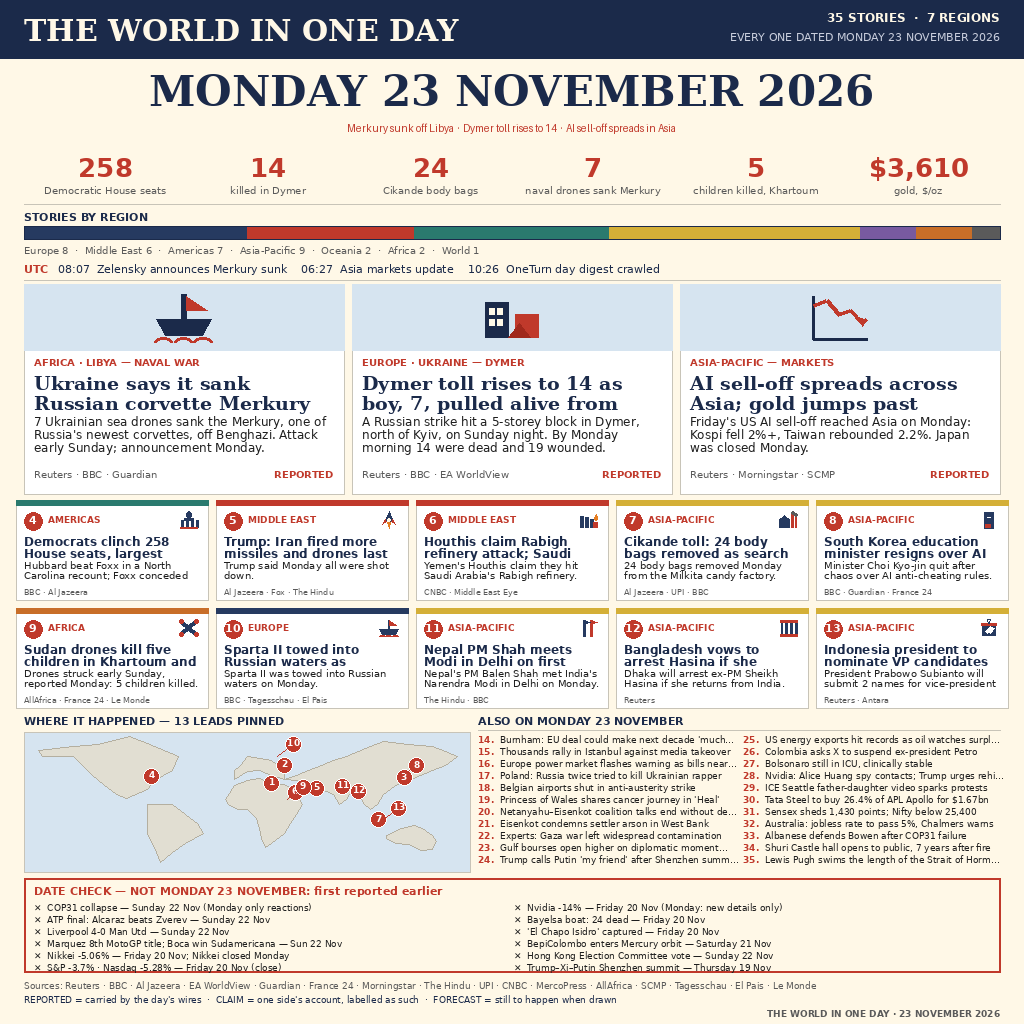 THE WORLD IN ONE DAY
35 STORIES · 7 REGIONS
EVERY ONE DATED MONDAY 23 NOVEMBER 2026
MONDAY 23 NOVEMBER 2026
Merkury sunk off Libya · Dymer toll rises to 14 · AI sell-off spreads in Asia
258
Democratic House seats
14
killed in Dymer
24
Cikande body bags
7
naval drones sank Merkury
5
children killed, Khartoum
$3,610
gold, $/oz
STORIES BY REGION
Europe 8 · Middle East 6 · Americas 7 · Asia-Pacific 9 · Oceania 2 · Africa 2 · World 1
UTC 08:07 Zelensky announces Merkury sunk 06:27 Asia markets update 10:26 OneTurn day digest crawled
AFRICA · LIBYA — NAVAL WAR
Ukraine says it sank
Russian corvette Merkury
7 Ukrainian sea drones sank the Merkury, one of
Russia's newest corvettes, off Benghazi. Attack
early Sunday; announcement Monday.
Reuters · BBC · Guardian
REPORTED
EUROPE · UKRAINE — DYMER
Dymer toll rises to 14 as
boy, 7, pulled alive from
A Russian strike hit a 5-storey block in Dymer,
north of Kyiv, on Sunday night. By Monday
morning 14 were dead and 19 wounded.
Reuters · BBC · EA WorldView
REPORTED
ASIA-PACIFIC — MARKETS
AI sell-off spreads across
Asia; gold jumps past
Friday's US AI sell-off reached Asia on Monday:
Kospi fell 2%+, Taiwan rebounded 2.2%. Japan
was closed Monday.
Reuters · Morningstar · SCMP
REPORTED
4 AMERICAS
Democrats clinch 258
House seats, largest
Hubbard beat Foxx in a North
Carolina recount; Foxx conceded
BBC · Al Jazeera
5 MIDDLE EAST
Trump: Iran fired more
missiles and drones last
Trump said Monday all were shot
down.
Al Jazeera · Fox · The Hindu
6 MIDDLE EAST
Houthis claim Rabigh
refinery attack; Saudi
Yemen's Houthis claim they hit
Saudi Arabia's Rabigh refinery.
CNBC · Middle East Eye
7 ASIA-PACIFIC
Cikande toll: 24 body
bags removed as search
24 body bags removed Monday
from the Milkita candy factory.
Al Jazeera · UPI · BBC
8 ASIA-PACIFIC
South Korea education
minister resigns over AI
Minister Choi Kyo-jin quit after
chaos over AI anti-cheating rules.
BBC · Guardian · France 24
9 AFRICA
Sudan drones kill five
children in Khartoum and
Drones struck early Sunday,
reported Monday: 5 children killed.
AllAfrica · France 24 · Le Monde
10 EUROPE
Sparta II towed into
Russian waters as
Sparta II was towed into Russian
waters on Monday.
BBC · Tagesschau · El Pais
11 ASIA-PACIFIC
Nepal PM Shah meets
Modi in Delhi on first
Nepal's PM Balen Shah met India's
Narendra Modi in Delhi on Monday.
The Hindu · BBC
12 ASIA-PACIFIC
Bangladesh vows to
arrest Hasina if she
Dhaka will arrest ex-PM Sheikh
Hasina if she returns from India.
Reuters
13 ASIA-PACIFIC
Indonesia president to
nominate VP candidates
President Prabowo Subianto will
submit 2 names for vice-president
Reuters · Antara
WHERE IT HAPPENED — 13 LEADS PINNED
10
2
4
1
6
9
5
11
12
3
8
7
13
ALSO ON MONDAY 23 NOVEMBER
14. Burnham: EU deal could make next decade 'much...
15. Thousands rally in Istanbul against media takeover
16. Europe power market flashes warning as bills near...
17. Poland: Russia twice tried to kill Ukrainian rapper
18. Belgian airports shut in anti-austerity strike
19. Princess of Wales shares cancer journey in 'Heal'
20. Netanyahu-Eisenkot coalition talks end without de...
21. Eisenkot condemns settler arson in West Bank
22. Experts: Gaza war left widespread contamination
23. Gulf bourses open higher on diplomatic moment...
24. Trump calls Putin 'my friend' after Shenzhen summ...
25. US energy exports hit record as oil watches surpl...
26. Colombia asks X to suspend ex-president Petro
27. Bolsonaro still in ICU, clinically stable
28. Nvidia: Alice Huang spy contacts; Trump urges rehi...
29. ICE Seattle father-daughter video sparks protests
30. Tata Steel to buy 26.4% of APL Apollo for $1.67bn
31. Sensex sheds 1,430 points; Nifty below 25,400
32. Australia: jobless rate to pass 5%, Chalmers warns
33. Albanese defends Bowen after COP31 failure
34. Shuri Castle hall opens to public, 7 years after fire
35. Lewis Pugh swims the length of the Strait of Horm...
DATE CHECK — NOT MONDAY 23 NOVEMBER: first reported earlier
× COP31 collapse — Sunday 22 Nov (Monday only reactions)
× ATP final: Alcaraz beats Zverev — Sunday 22 Nov
× Liverpool 4-0 Man Utd — Sunday 22 Nov
× Marquez 8th MotoGP title; Boca win Sudamericana — Sun 22 Nov
× Nikkei -5.06% — Friday 20 Nov; Nikkei closed Monday
× S&P -3.7% · Nasdaq -5.28% — Friday 20 Nov (close)
× Nvidia -14% — Friday 20 Nov (Monday: new details only)
× Bayelsa boat: 24 dead — Friday 20 Nov
× 'El Chapo Isidro' captured — Friday 20 Nov
× BepiColombo enters Mercury orbit — Saturday 21 Nov
× Hong Kong Election Committee vote — Sunday 22 Nov
× Trump–Xi–Putin Shenzhen summit — Thursday 19 Nov
Sources: Reuters · BBC · Al Jazeera · EA WorldView · Guardian · France 24 · Morningstar · The Hindu · UPI · CNBC · MercoPress · AllAfrica · SCMP · Tagesschau · El Pais · Le Monde
REPORTED = carried by the day's wires · CLAIM = one side's account, labelled as such · FORECAST = still to happen when drawn
THE WORLD IN ONE DAY · 23 NOVEMBER 2026